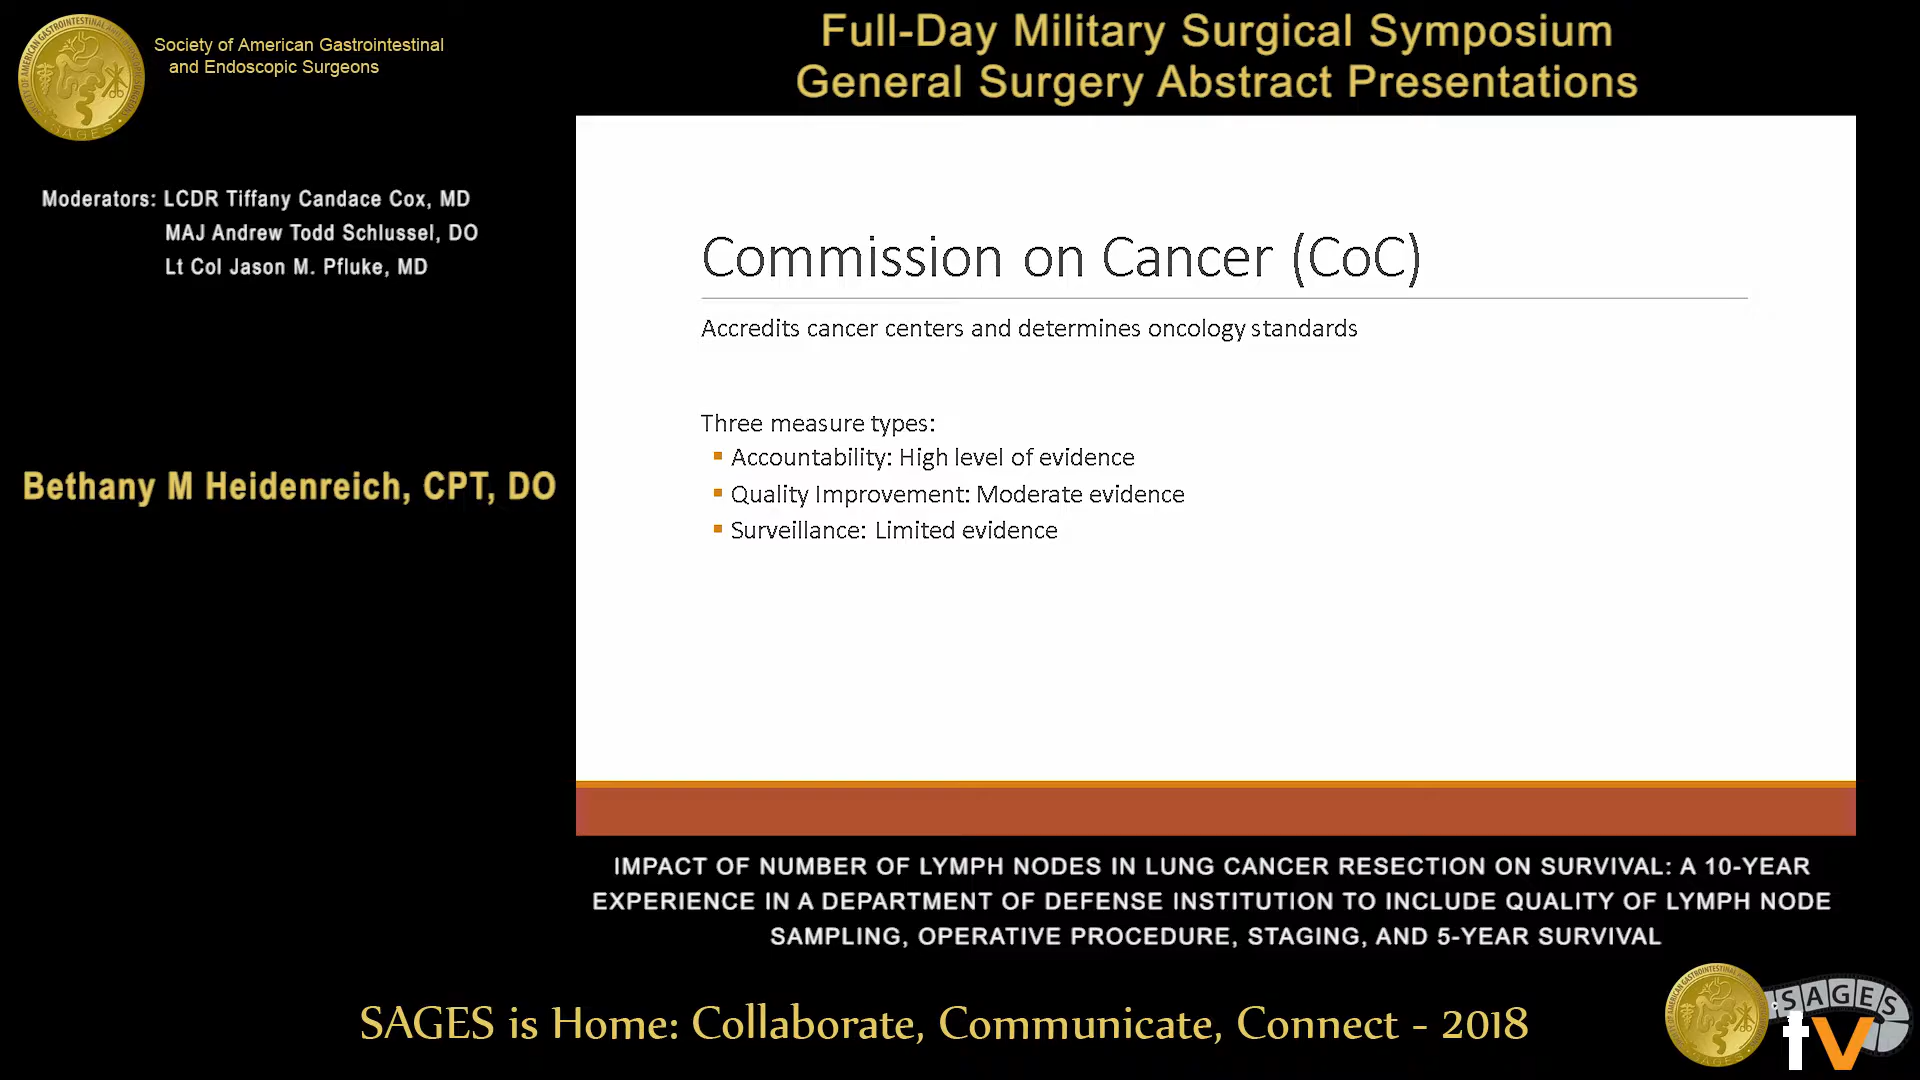 Society of American Gastrointestinal
and Endoscopic Surgeons
Full-Day Military Surgical Symposium
General Surgery Abstract Presentations
Moderators: LCDR Tiffany Candace Cox, MD
MAJ Andrew Todd Schlussel, DO
Lt Col Jason M. Pfluke, MD
Bethany M Heidenreich, CPT, DO
Commission on Cancer (CoC)
Accredits cancer centers and determines oncology standards
Three measure types:
Accountability: High level of evidence
Quality Improvement: Moderate evidence
Surveillance: Limited evidence
IMPACT OF NUMBER OF LYMPH NODES IN LUNG CANCER RESECTION ON SURVIVAL: A 10-YEAR
EXPERIENCE IN A DEPARTMENT OF DEFENSE INSTITUTION TO INCLUDE QUALITY OF LYMPH NODE
SAMPLING, OPERATIVE PROCEDURE, STAGING, AND 5-YEAR SURVIVAL
SAGES is Home: Collaborate, Communicate, Connect - 2018
SAGES
tv